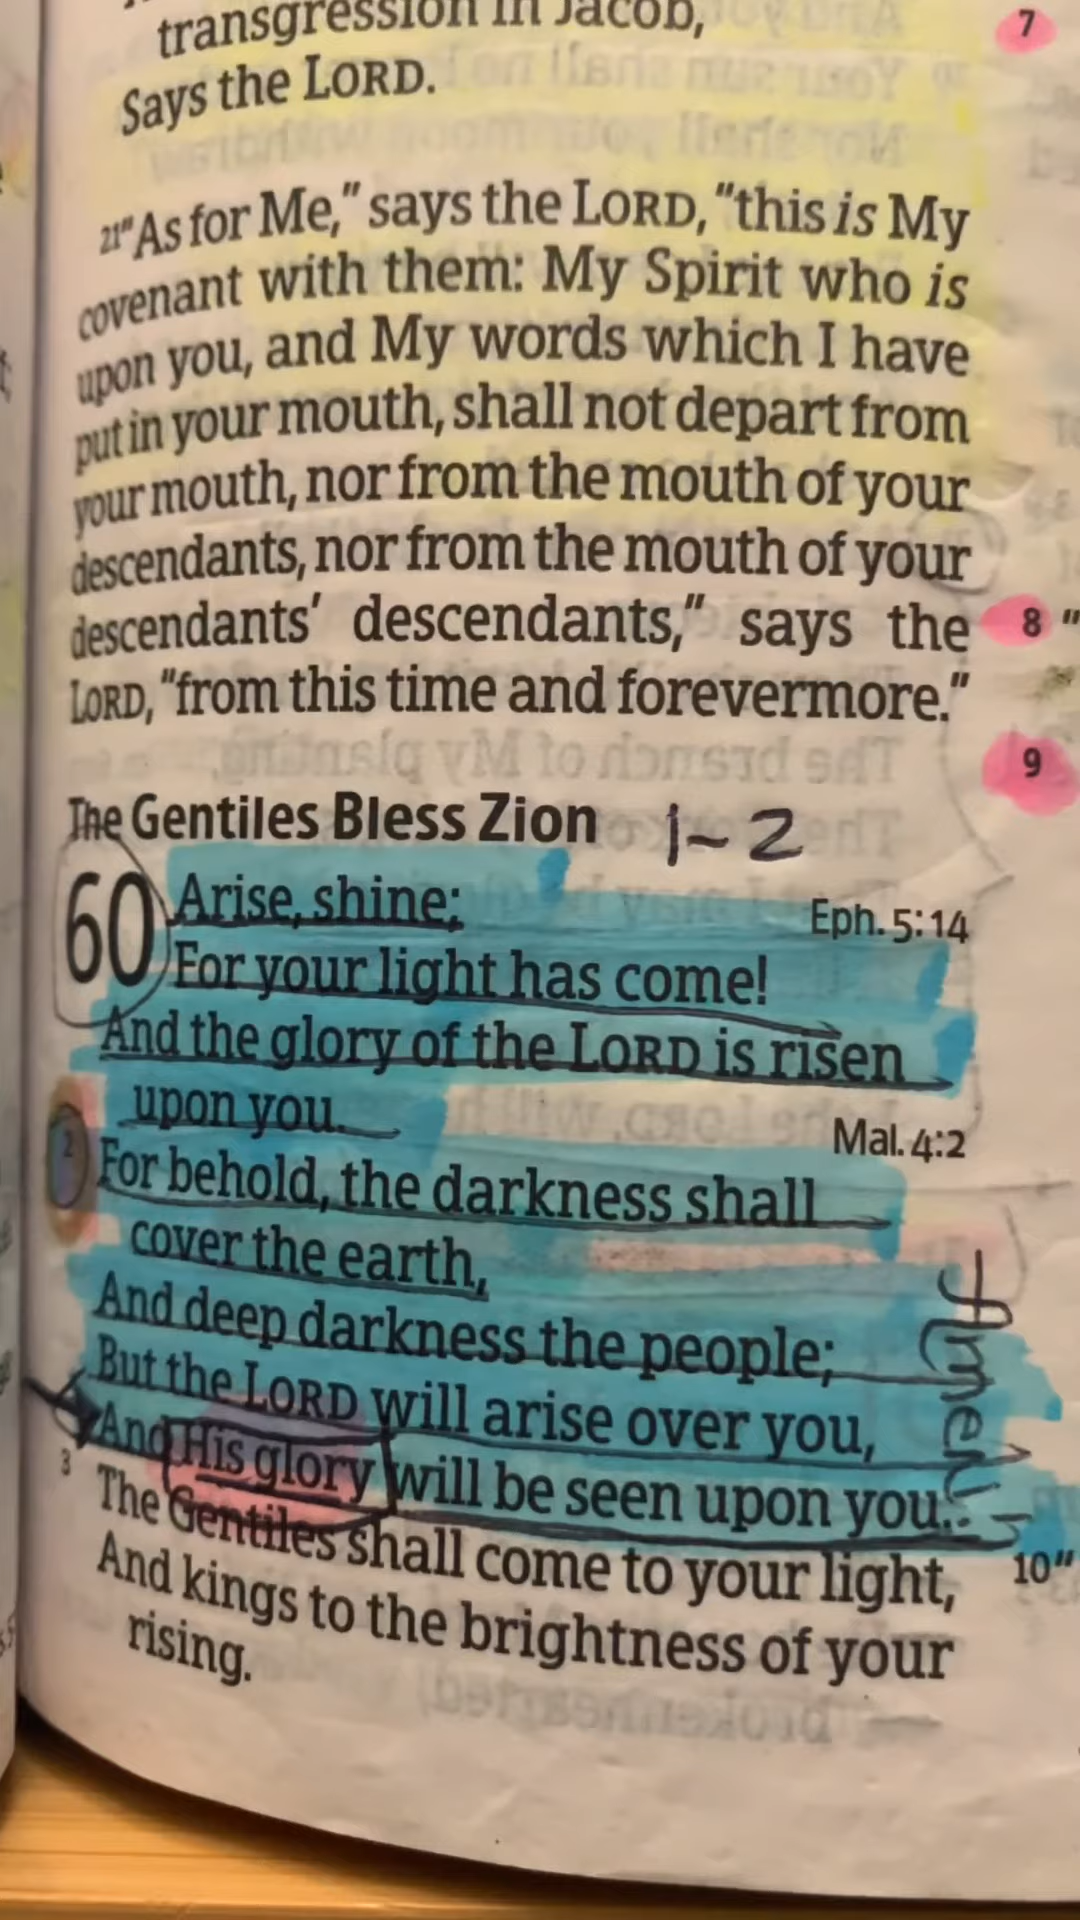 transgression in Jacob,
Says the LORD.
21"As for Me," says the LORD, "this is My
covenant with them: My Spirit who is
upon you, and My words which I have
put in your mouth, shall not depart from
your mouth, nor from the mouth of your
descendants, nor from the mouth of your
descendants' descendants," says the
LORD, "from this time and forevermore."
The Gentiles Bless Zion 1-2
60 Arise, shine;
Eph. 5:14
For your light has come!
And the glory of the LORD is risen
upon you.
Mal. 4:2
2 For behold, the darkness shall
cover the earth,
And deep darkness the people;
But the LORD will arise over you,
And His glory will be seen upon you.
Amen
3 The Gentiles shall come to your light,
And kings to the brightness of your
rising.
7
8 "
9
10"